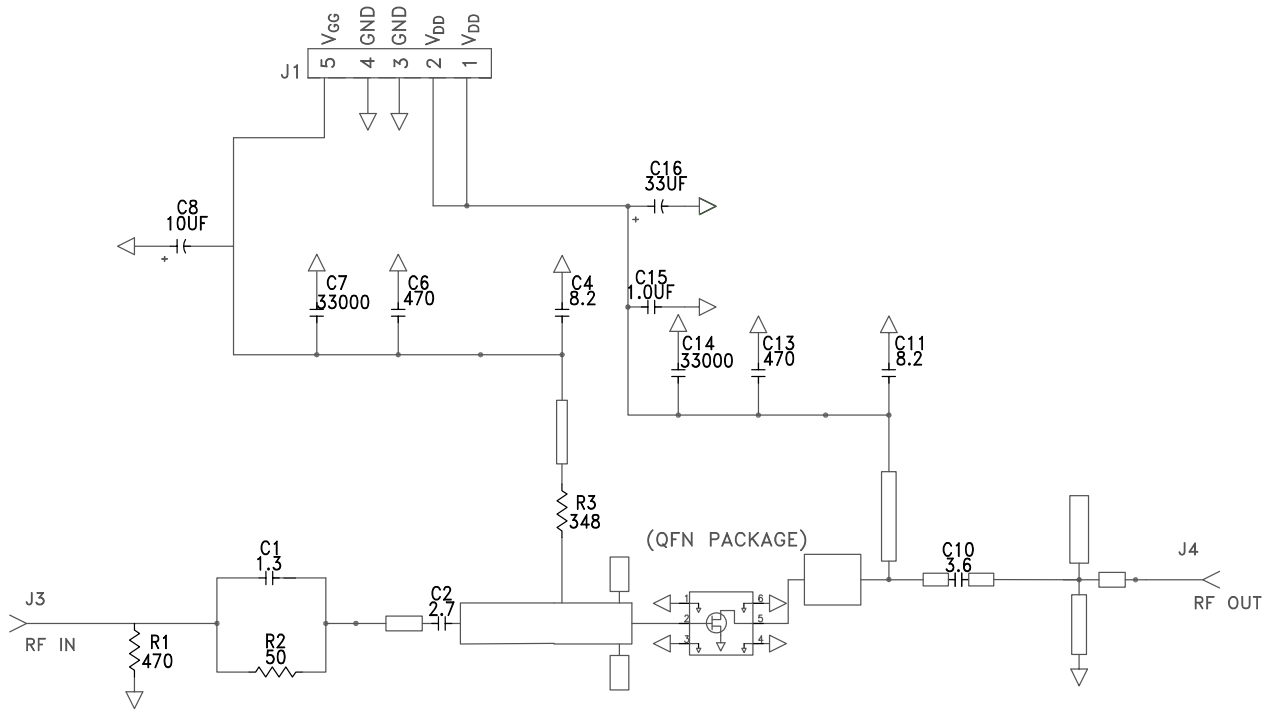 VGG
GND
GND
VDD
VDD
J1
5
4
3
2
1
C16
33UF
+
C8
10UF
+
C7
33000
C6
470
C4
8.2
C15
1.0UF
C14
33000
C13
470
C11
8.2
R3
348
(QFN PACKAGE)
J3
RF IN
R1
470
C1
1.3
R2
50
C2
2.7
1
2
3
6
5
4
C10
3.6
J4
RF OUT